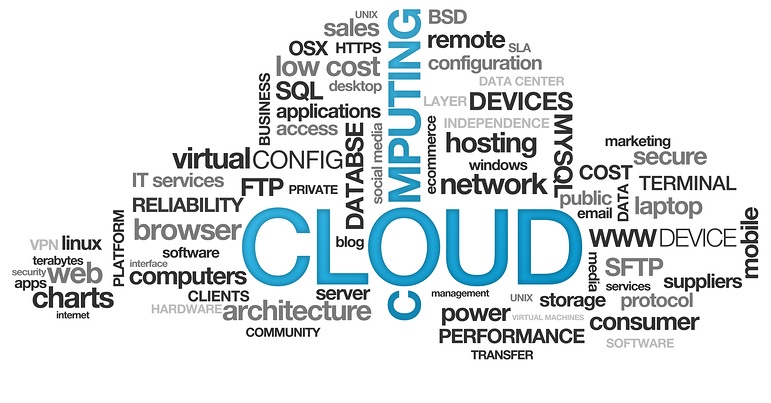 UNIX
BSD
sales
remote
OSX
HTTPS
SLA
low cost
configuration
SQL
desktop
DATA CENTER
BUSINESS
applications
LAYER
DEVICES
access
INDEPENDENCE
DATABSE
social media
COMPUTING
ecommerce
hosting
MYSQL
marketing
virtual
CONFIG
windows
COST
secure
IT services
FTP
PRIVATE
network
DATA
TERMINAL
RELIABILITY
public
email
laptop
PLATFORM
browser
CLOUD
WWW
DEVICE
mobile
VPN
linux
blog
software
terabytes
interface
media
SFTP
security
web
computers
services
suppliers
apps
charts
CLIENTS
server
management
UNIX
storage
protocol
internet
HARDWARE
architecture
power
VIRTUAL MACHINES
consumer
COMMUNITY
PERFORMANCE
SOFTWARE
TRANSFER